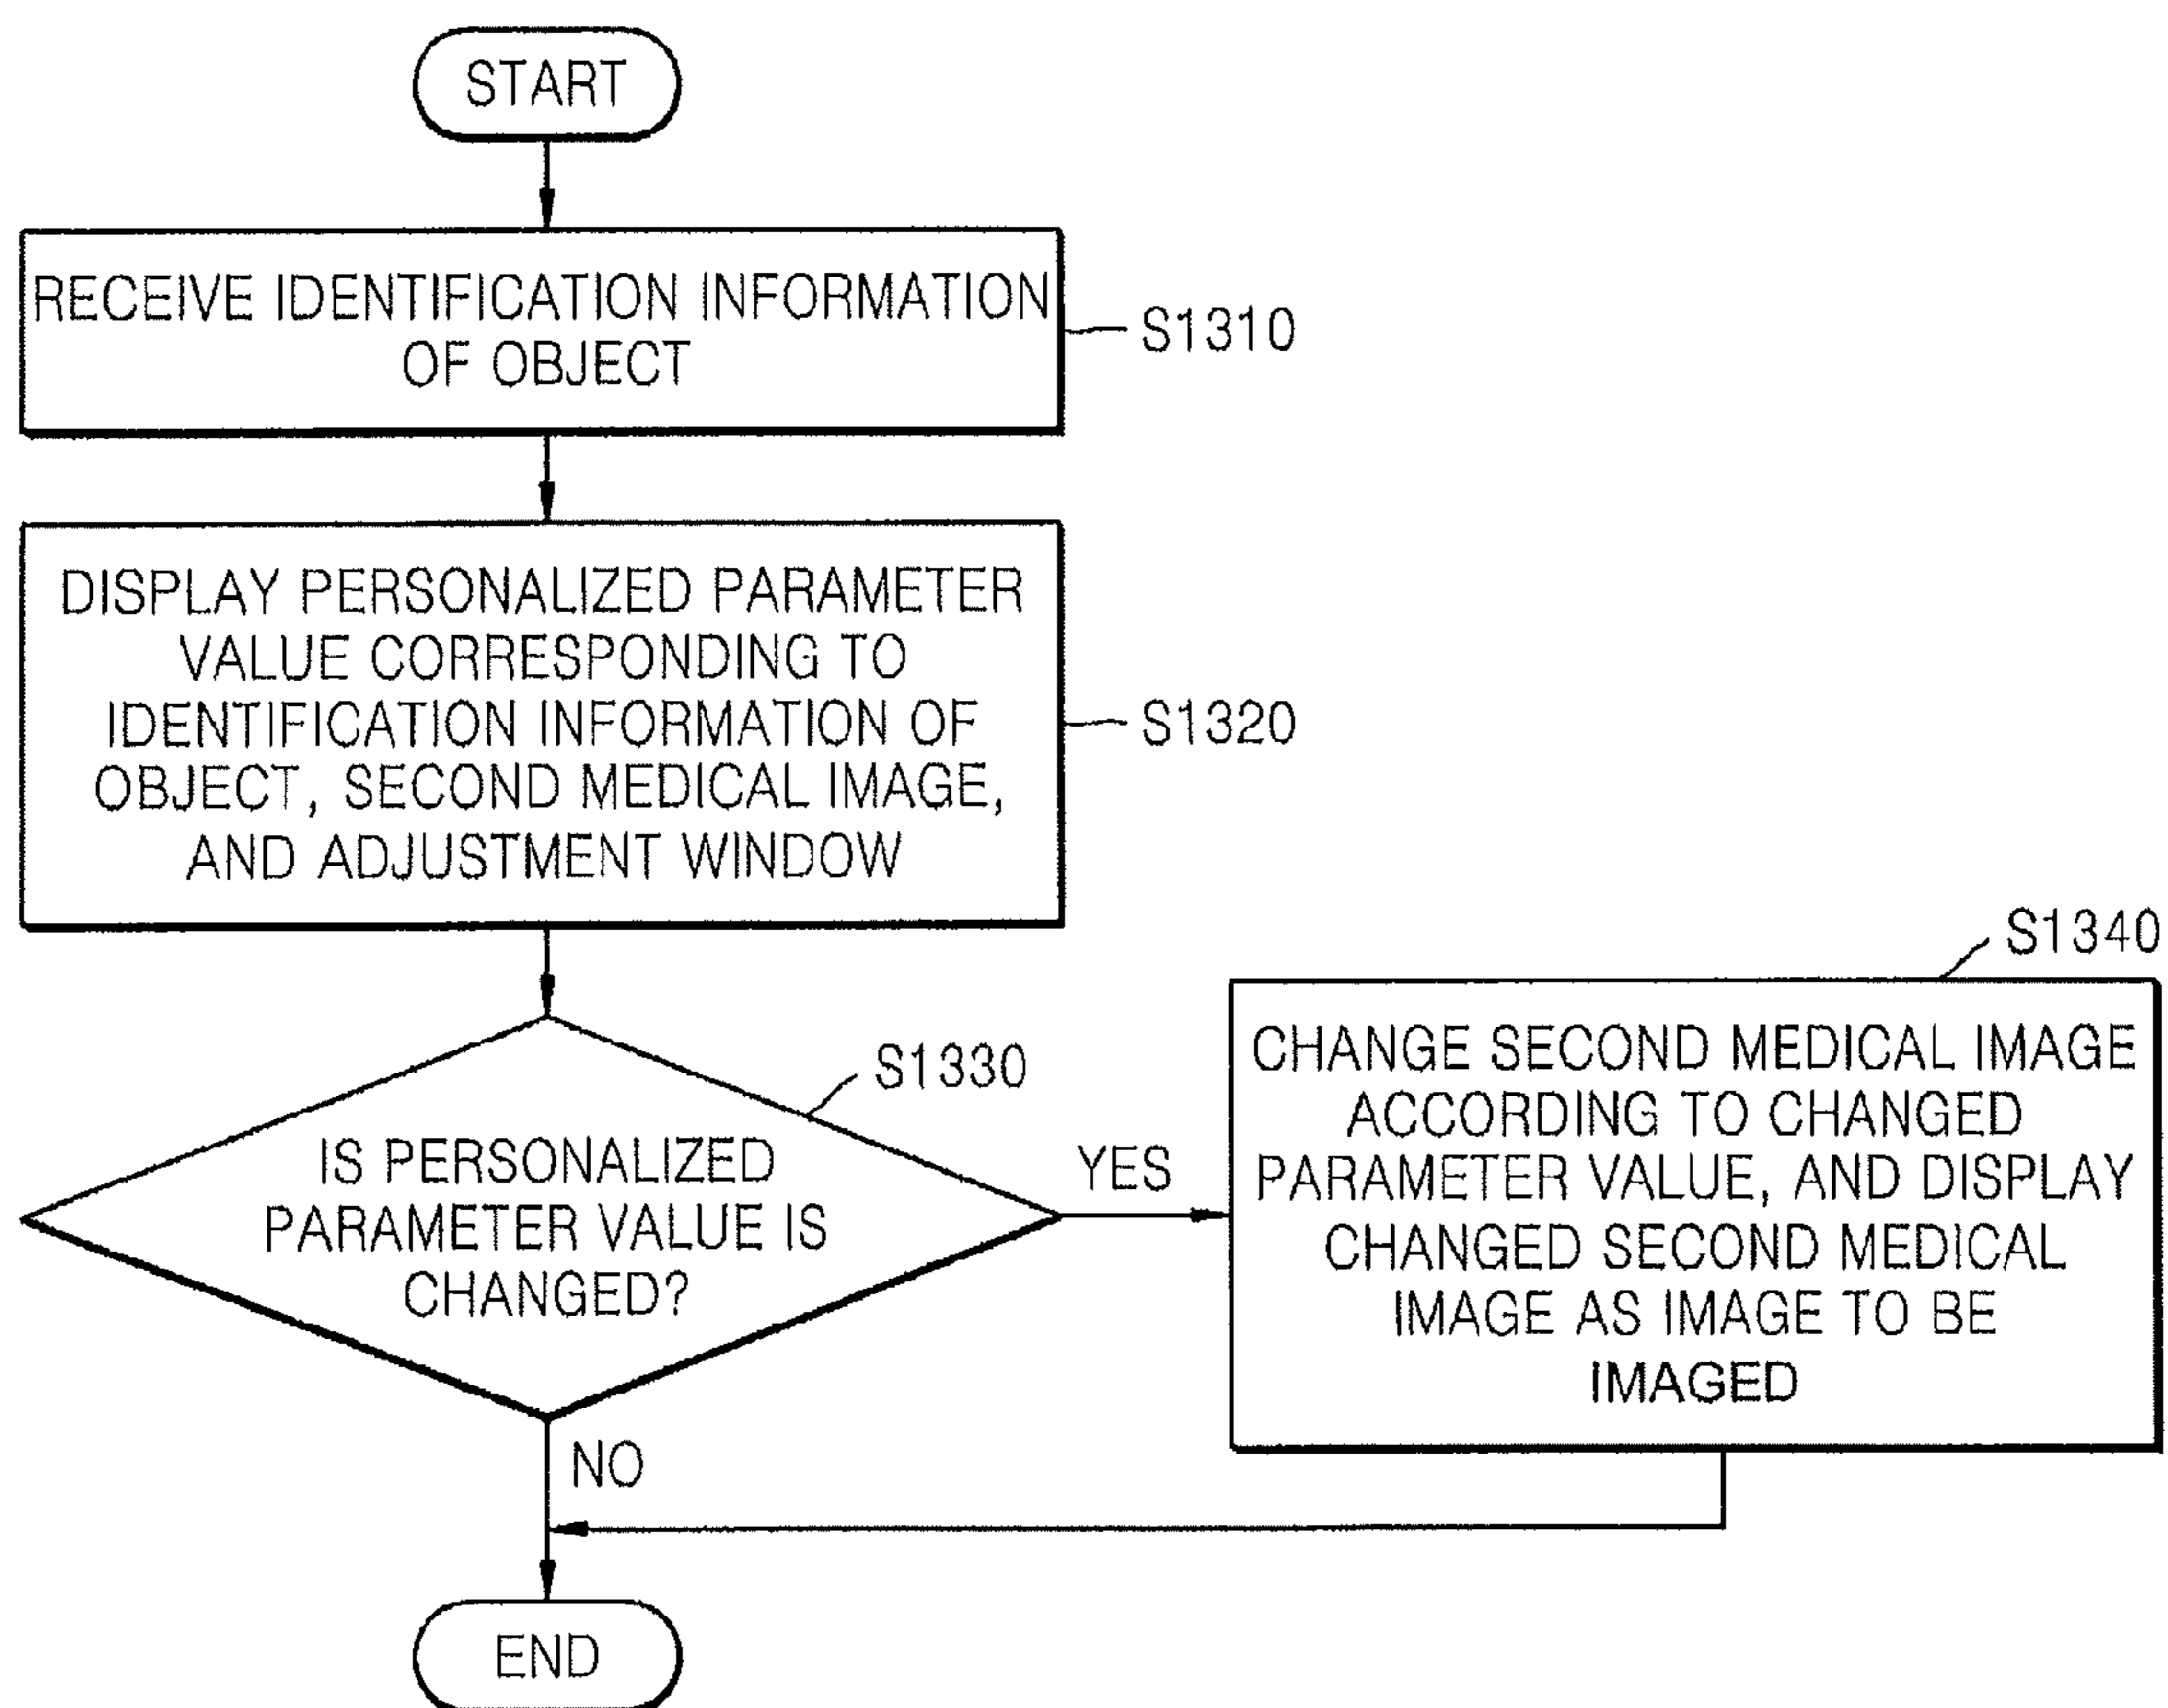 START
RECEIVE IDENTIFICATION INFORMATION
OF OBJECT
S1310
DISPLAY PERSONALIZED PARAMETER
VALUE CORRESPONDING TO
IDENTIFICATION INFORMATION OF
OBJECT, SECOND MEDICAL IMAGE,
AND ADJUSTMENT WINDOW
S1320
S1330
IS PERSONALIZED
PARAMETER VALUE IS
CHANGED?
YES
NO
S1340
CHANGE SECOND MEDICAL IMAGE
ACCORDING TO CHANGED
PARAMETER VALUE, AND DISPLAY
CHANGED SECOND MEDICAL
IMAGE AS IMAGE TO BE
IMAGED
END